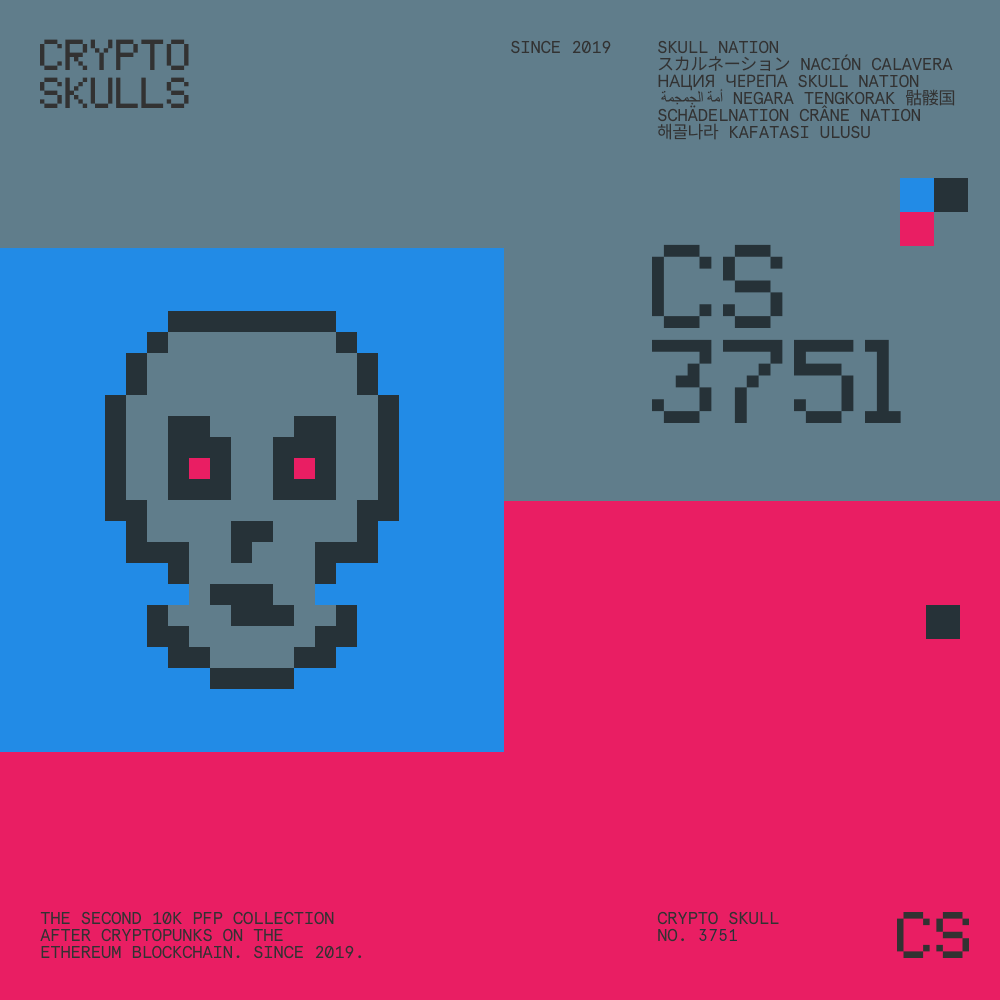 CRYPTO
SKULLS
SINCE 2019
SKULL NATION
スカルネーション NACIÓN CALAVERA
НАЦИЯ ЧЕРЕПА SKULL NATION
أمة الجمجمة NEGARA TENGKORAK 骷髅国
SCHÄDELNATION CRÂNE NATION
해골나라 KAFATASI ULUSU
CS
3751
THE SECOND 10K PFP COLLECTION
AFTER CRYPTOPUNKS ON THE
ETHEREUM BLOCKCHAIN. SINCE 2019.
CRYPTO SKULL
NO. 3751
CS